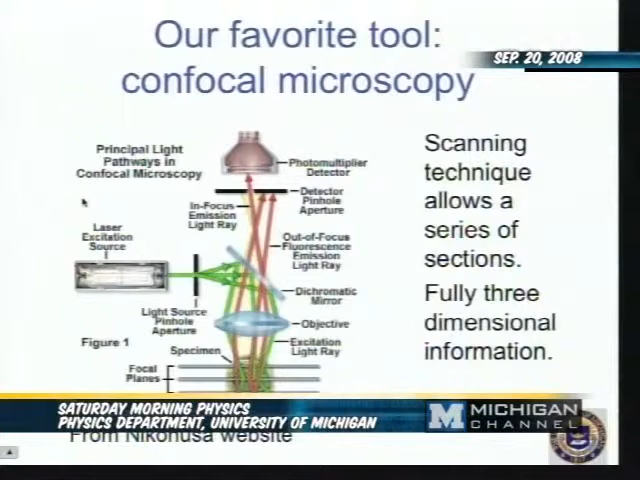 Our favorite tool:
confocal microscopy
SEP. 20, 2008
Principal Light
Pathways in
Confocal Microscopy
Photomultiplier
Detector
Detector
Pinhole
Aperture
In-Focus
Emission
Light Ray
Laser
Excitation
Source
Out-of-Focus
Fluorescence
Emission
Light Ray
Dichromatic
Mirror
Light Source
Pinhole
Aperture
Objective
Figure 1
Excitation
Light Ray
Specimen
Focal
Planes
Scanning
technique
allows a
series of
sections.
Fully three
dimensional
information.
SATURDAY MORNING PHYSICS
PHYSICS DEPARTMENT, UNIVERSITY OF MICHIGAN
M MICHIGAN
CHANNEL
From Nikonusa website